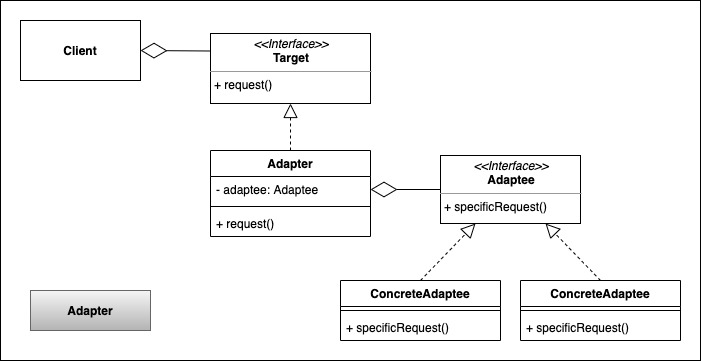 Client
<<Interface>>
Target
+ request()
Adapter
- adaptee: Adaptee
+ request()
<<Interface>>
Adaptee
+ specificRequest()
ConcreteAdaptee
+ specificRequest()
ConcreteAdaptee
+ specificRequest()
Adapter